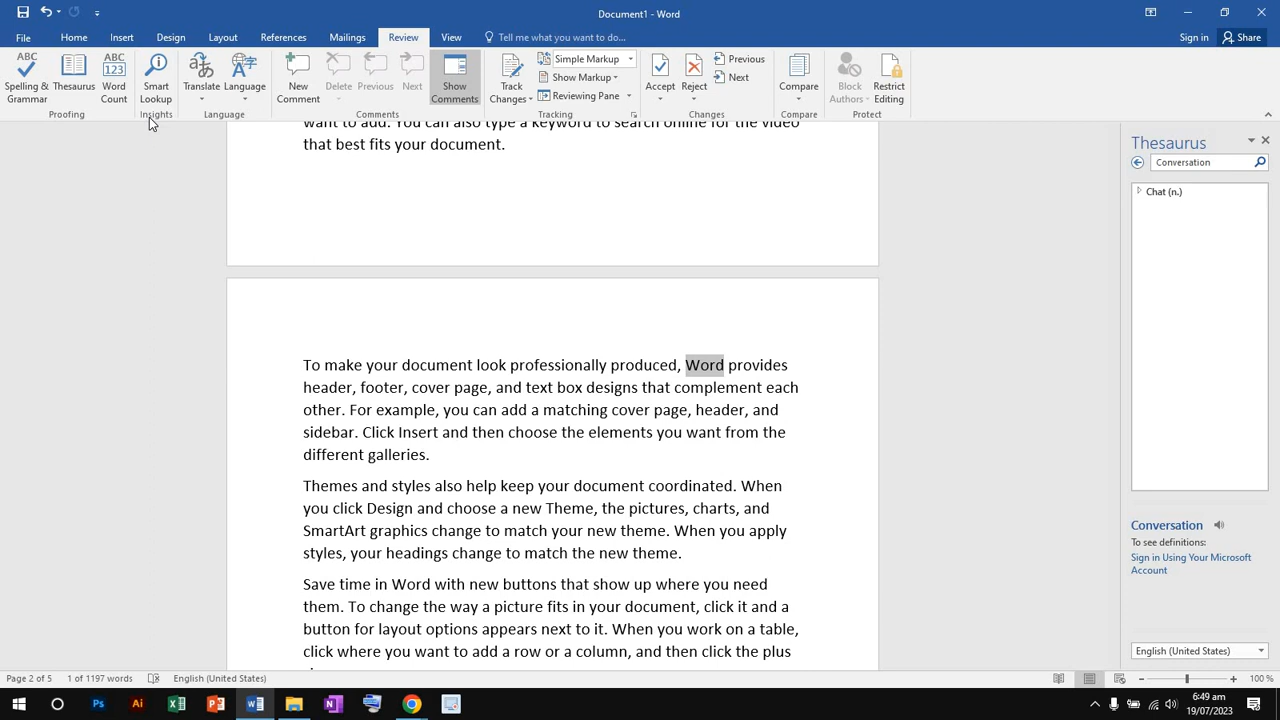 Document1 - Word
File Home Insert Design Layout References Mailings Review View Tell me what you want to do... Sign in Share
ABC
Spelling &
Grammar
Thesaurus
ABC
123
Word
Count
Proofing
Smart
Lookup
Insights
Translate
Language
Language
New
Comment
Delete
Previous
Next
Show
Comments
Comments
Track
Changes
Simple Markup
Show Markup
Reviewing Pane
Tracking
Accept
Reject
Previous
Next
Changes
Compare
Compare
Block
Authors
Restrict
Editing
Protect
want to add. You can also type a keyword to search online for the video
that best fits your document.
To make your document look professionally produced, Word provides
header, footer, cover page, and text box designs that complement each
other. For example, you can add a matching cover page, header, and
sidebar. Click Insert and then choose the elements you want from the
different galleries.
Themes and styles also help keep your document coordinated. When
you click Design and choose a new Theme, the pictures, charts, and
SmartArt graphics change to match your new theme. When you apply
styles, your headings change to match the new theme.
Save time in Word with new buttons that show up where you need
them. To change the way a picture fits in your document, click it and a
button for layout options appears next to it. When you work on a table,
click where you want to add a row or a column, and then click the plus
Thesaurus
Conversation
Chat (n.)
Conversation
To see definitions:
Sign in Using Your Microsoft
Account
English (United States)
Page 2 of 5 1 of 1197 words English (United States) 100 %
Ps Ai
6:49 am
19/07/2023